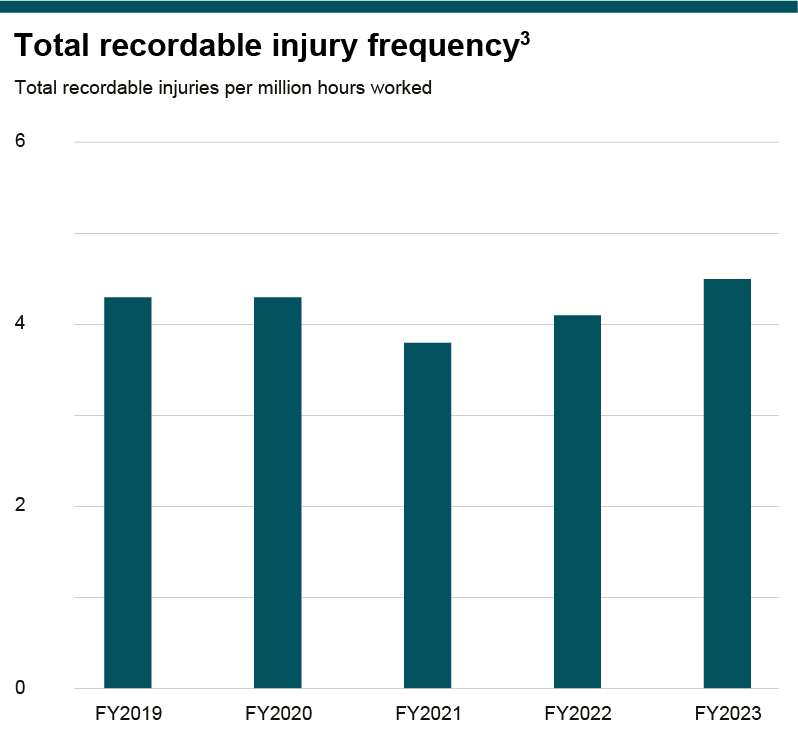 Total recordable injury frequency³
Total recordable injuries per million hours worked
6
4
2
0
FY2019 FY2020 FY2021 FY2022 FY2023